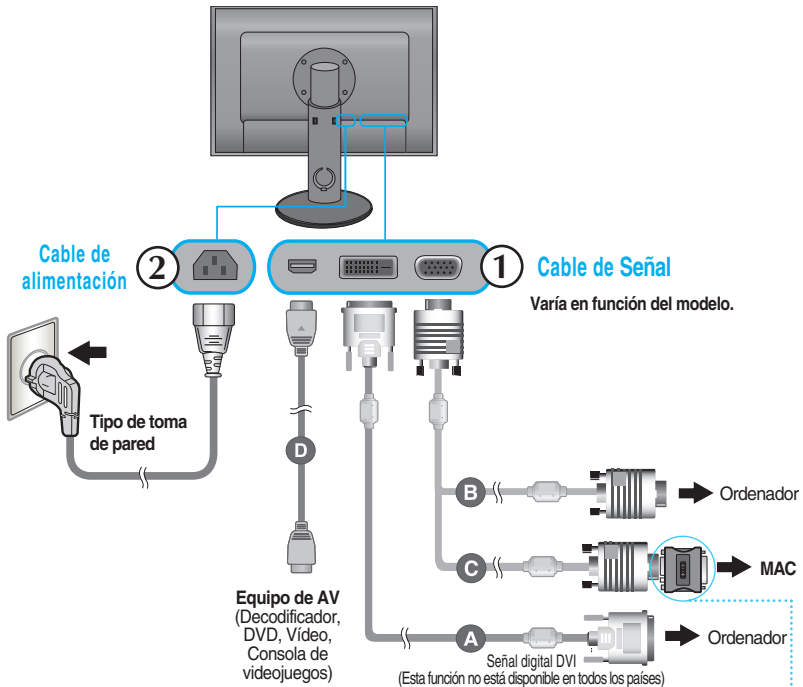 Cable de
alimentación
2
1
Cable de Señal
Varía en función del modelo.
Tipo de toma
de pared
D
B
Ordenador
C
MAC
Equipo de AV
(Decodificador,
DVD, Vídeo,
Consola de
videojuegos)
A
Ordenador
Señal digital DVI
(Esta función no está disponible en todos los países)